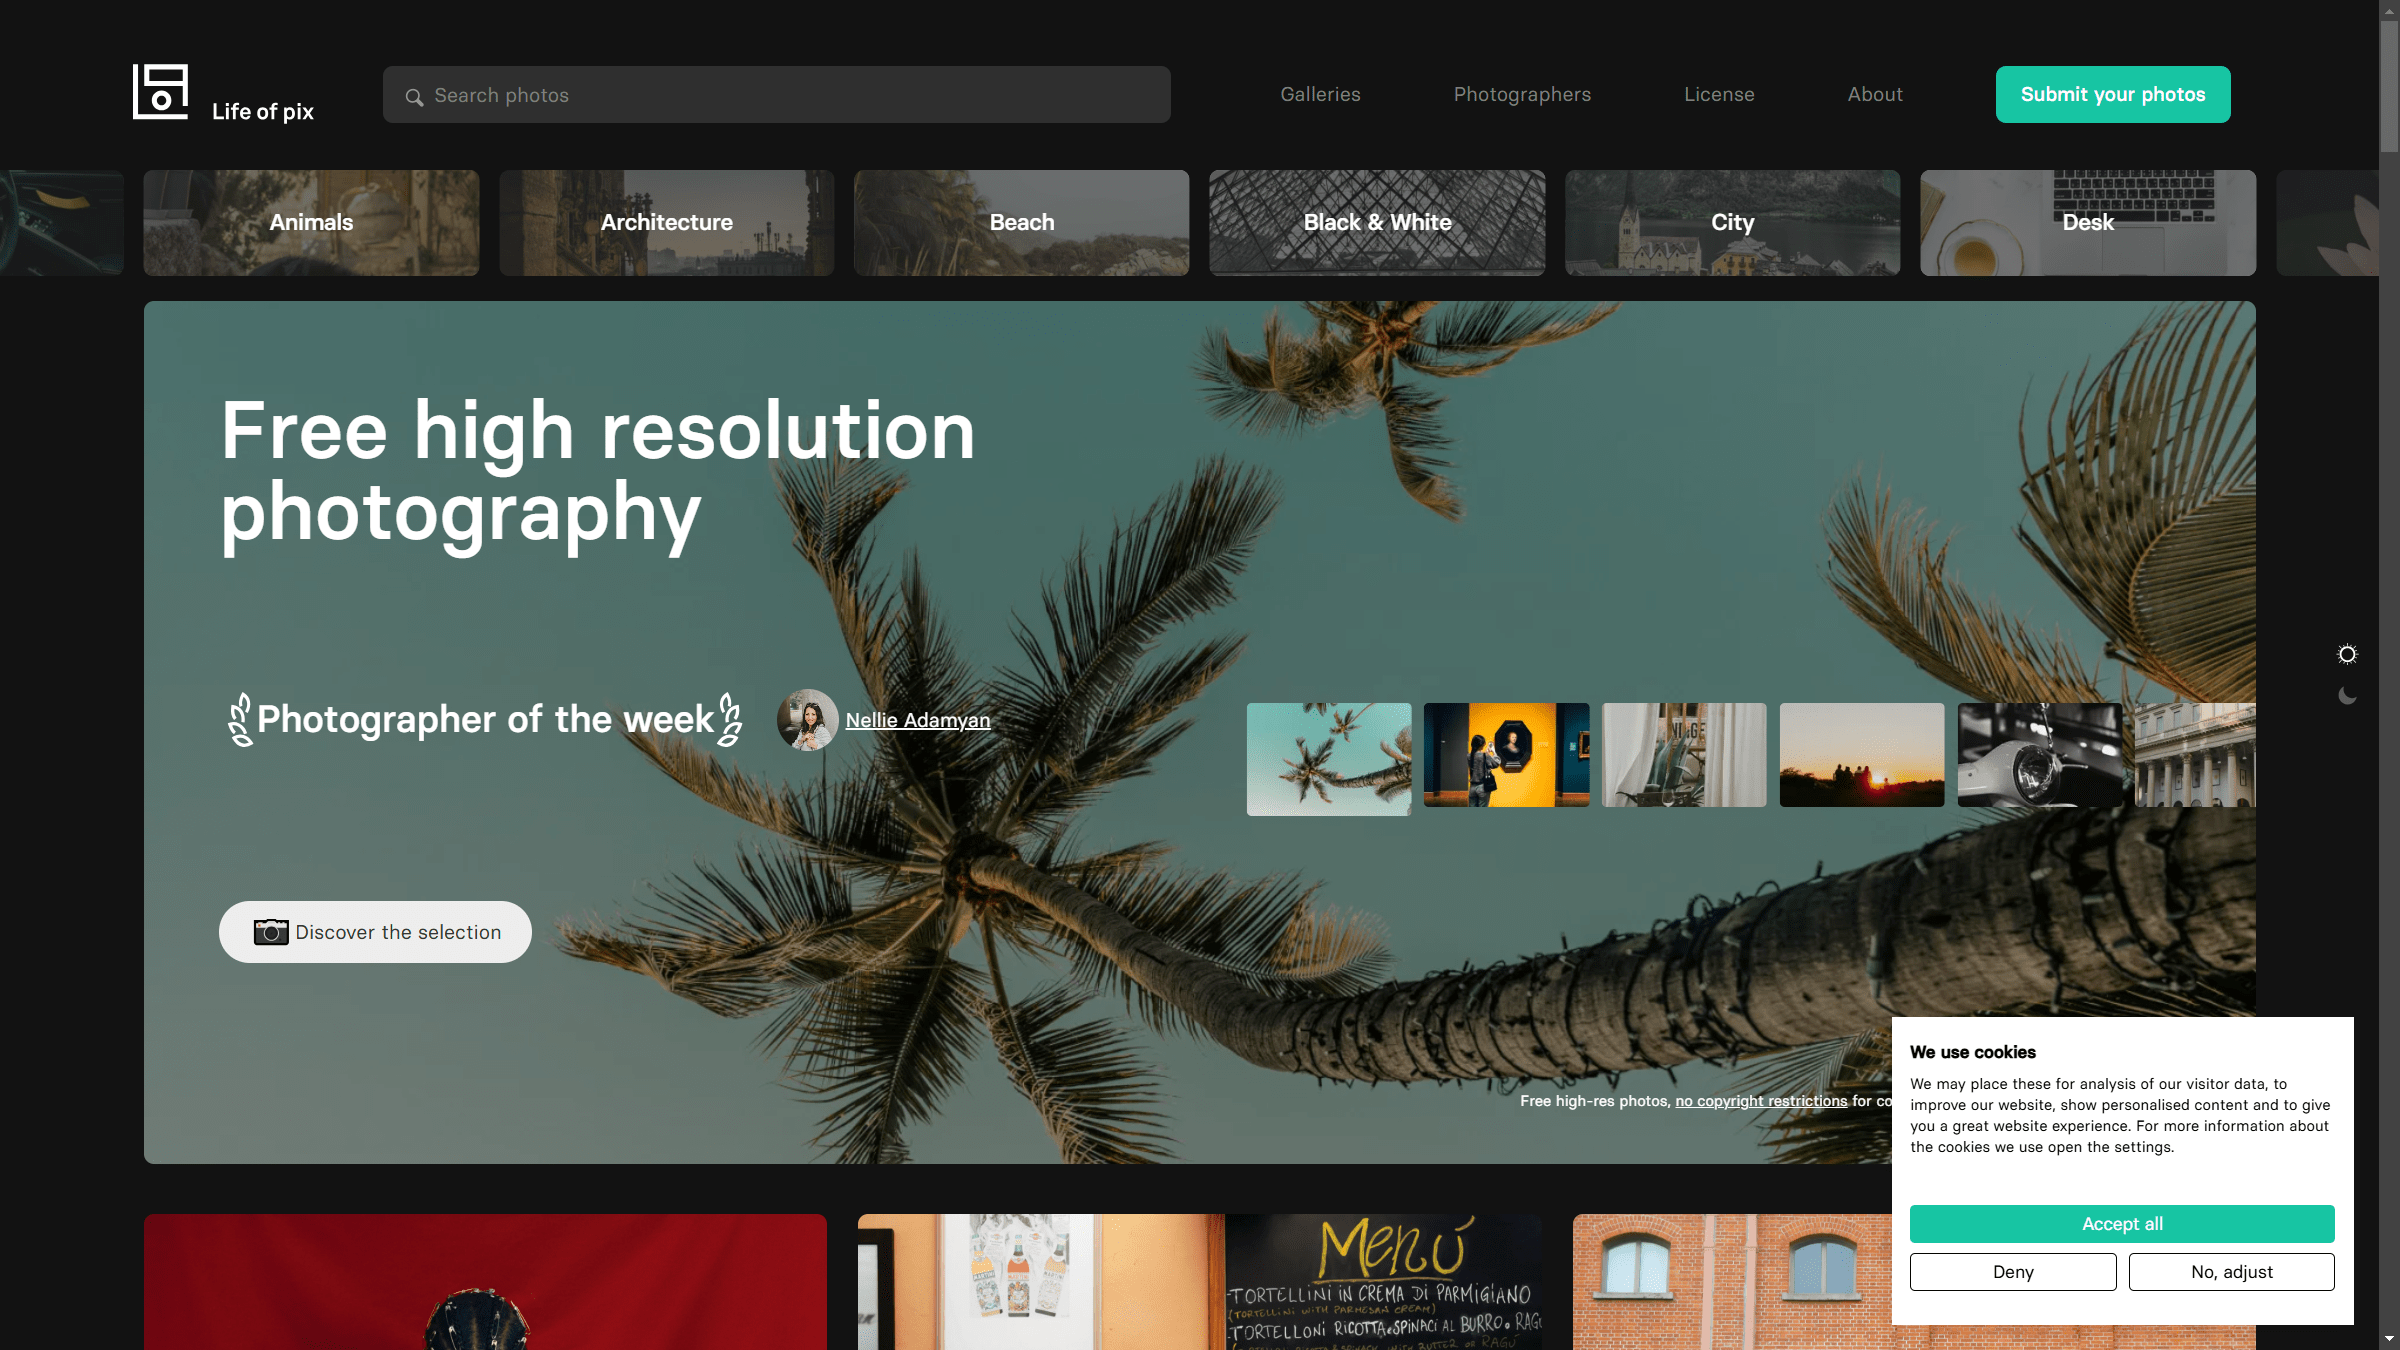 Life of pix
Search photos
Galleries
Photographers
License
About
Submit your photos
Animals
Architecture
Beach
Black & White
City
Desk
Free high resolution
photography
Photographer of the week
Nellie Adamyan
Discover the selection
Free high-res photos, no copyright restrictions for co
We use cookies
We may place these for analysis of our visitor data, to
improve our website, show personalised content and to give
you a great website experience. For more information about
the cookies we use open the settings.
Accept all
Deny
No, adjust
Menú
TORTELLINI IN CREMA DI PARMIGIANO
(TORTELLINI WITH PARMESAN CREAM)
TORTELLONI RICOTTA e SPINACI AL BURRO o RAGÚ